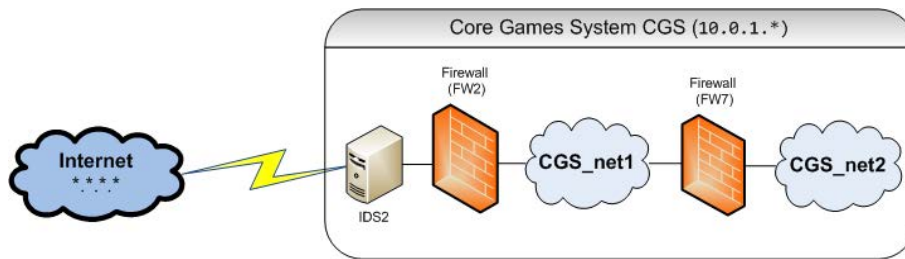 Core Games System CGS (10.0.1.*)
Firewall
(FW2)
Firewall
(FW7)
Internet
*.*.*.*
CGS_net1
CGS_net2
IDS2